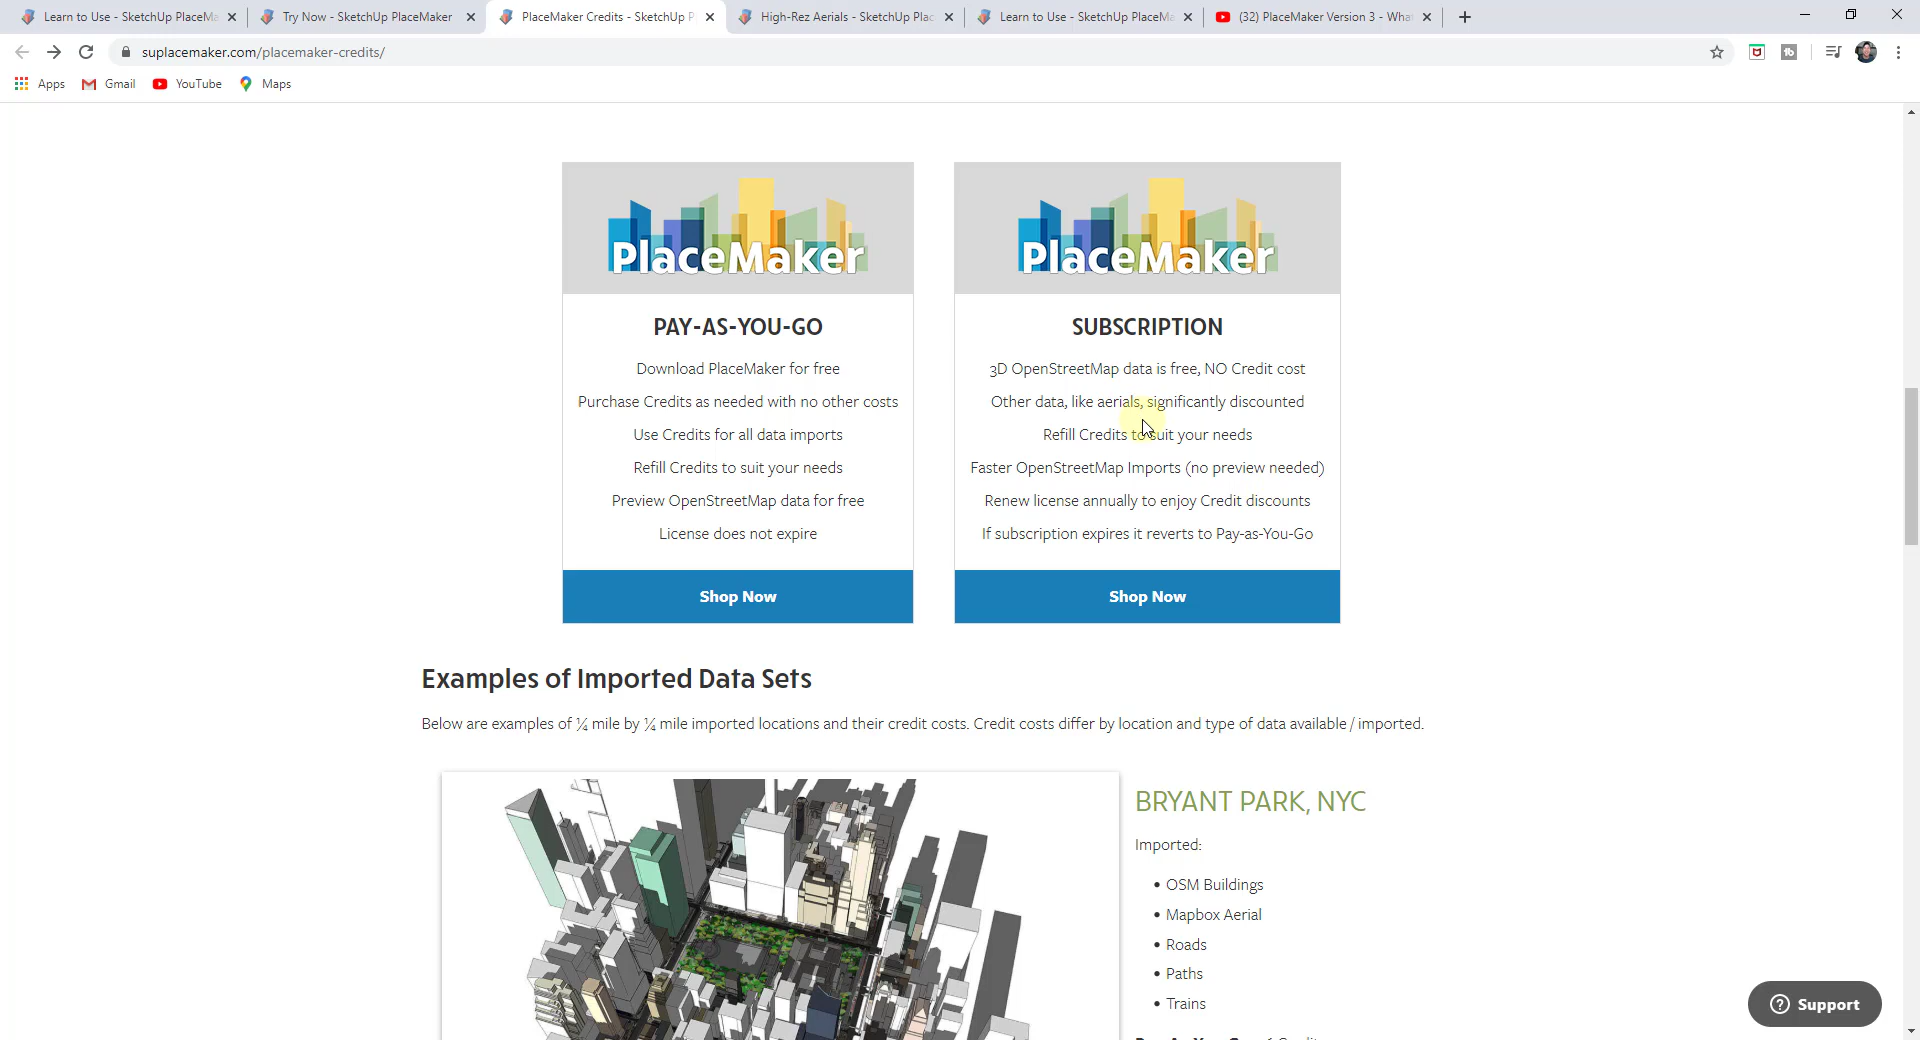 Learn to Use - SketchUp PlaceMa
Try Now - SketchUp PlaceMaker
PlaceMaker Credits - SketchUp P
High-Rez Aerials - SketchUp Plac
Learn to Use - SketchUp PlaceMa
(32) PlaceMaker Version 3 - Wha
suplacemaker.com/placemaker-credits/
Apps
Gmail
YouTube
Maps
PlaceMaker
PAY-AS-YOU-GO
Download PlaceMaker for free
Purchase Credits as needed with no other costs
Use Credits for all data imports
Refill Credits to suit your needs
Preview OpenStreetMap data for free
License does not expire
Shop Now
PlaceMaker
SUBSCRIPTION
3D OpenStreetMap data is free, NO Credit cost
Other data, like aerials, significantly discounted
Refill Credits to suit your needs
Faster OpenStreetMap Imports (no preview needed)
Renew license annually to enjoy Credit discounts
If subscription expires it reverts to Pay-as-You-Go
Shop Now
Examples of Imported Data Sets
Below are examples of ¼ mile by ¼ mile imported locations and their credit costs. Credit costs differ by location and type of data available / imported.
BRYANT PARK, NYC
Imported:
• OSM Buildings
• Mapbox Aerial
• Roads
• Paths
• Trains
Support